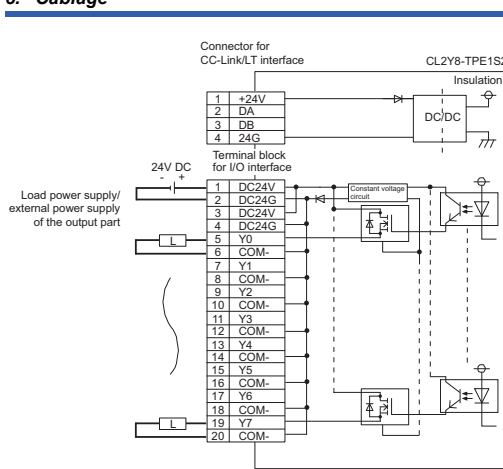 5. Câblage
Connector for
CC-Link/LT interface
CL2Y8-TPE1S2
Insulation
1 +24V
2 DA
3 DB
4 24G
DC/DC
Terminal block
for I/O interface
24V DC
- +
Load power supply/
external power supply
of the output part
1 DC24V
2 DC24G
3 DC24V
4 DC24G
5 Y0
6 COM-
7 Y1
8 COM-
9 Y2
10 COM-
11 Y3
12 COM-
13 Y4
14 COM-
15 Y5
16 COM-
17 Y6
18 COM-
19 Y7
20 COM-
Constant voltage
circuit
L
L